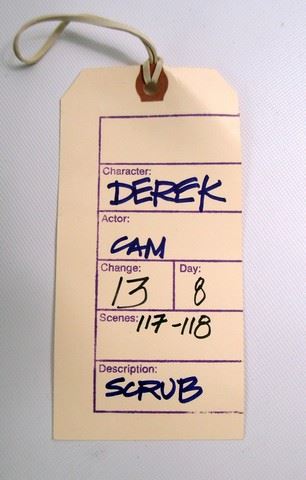 Character:
DEREK
Actor:
CAM
Change: Day:
13 8
Scenes: 117-118
Description:
SCRUB